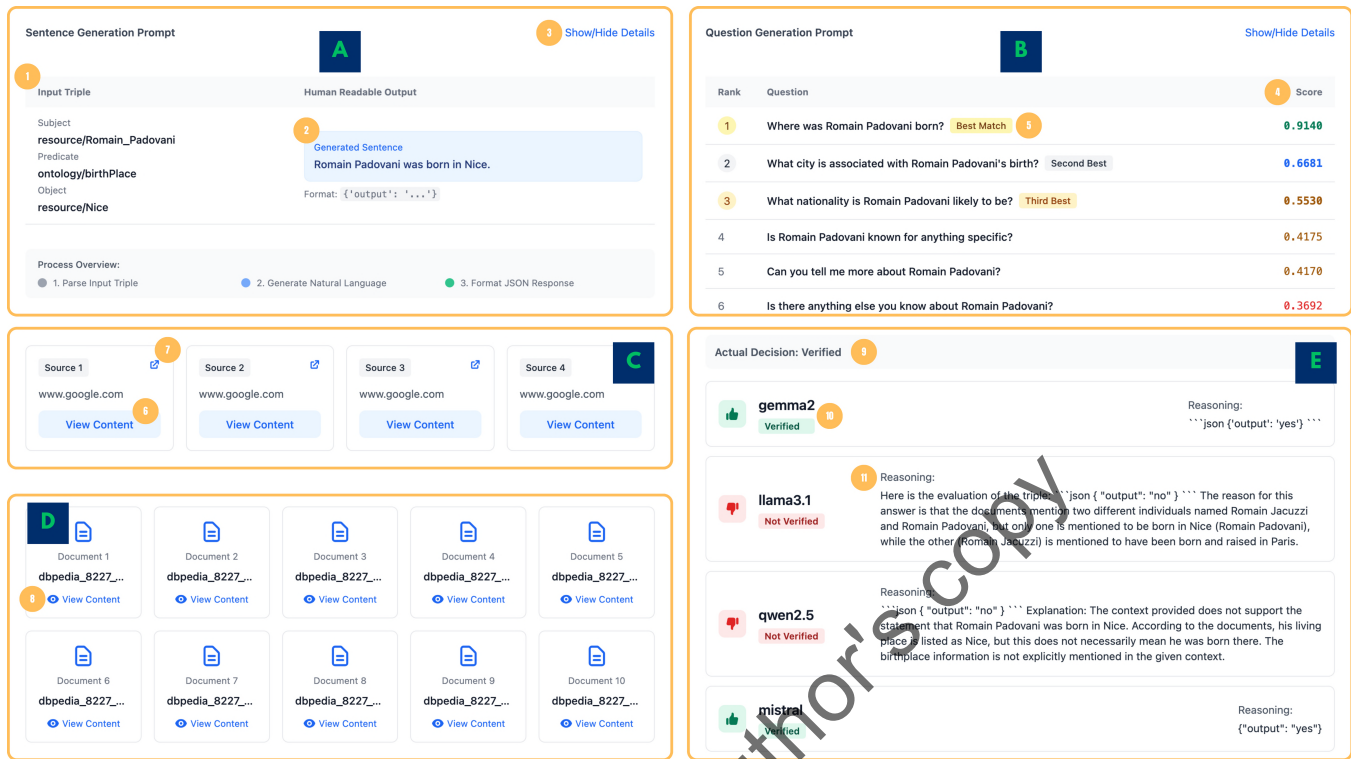 Sentence Generation Prompt
A
3 Show/Hide Details
1
Input Triple Human Readable Output
Subject
resource/Romain_Padovani
Predicate
ontology/birthPlace
Object
resource/Nice
2
Generated Sentence
Romain Padovani was born in Nice.
Format: {'output': '...'}
Process Overview:
1. Parse Input Triple 2. Generate Natural Language 3. Format JSON Response
Question Generation Prompt
B
Show/Hide Details
Rank Question 4 Score
1 Where was Romain Padovani born? Best Match 5 0.9140
2 What city is associated with Romain Padovani's birth? Second Best 0.6681
3 What nationality is Romain Padovani likely to be? Third Best 0.5530
4 Is Romain Padovani known for anything specific? 0.4175
5 Can you tell me more about Romain Padovani? 0.4170
6 Is there anything else you know about Romain Padovani? 0.3692
7
C
Source 1 Source 2 Source 3 Source 4
www.google.com www.google.com www.google.com www.google.com
6
View Content View Content View Content View Content
D
Document 1 Document 2 Document 3 Document 4 Document 5
dbpedia_8227_... dbpedia_8227_... dbpedia_8227_... dbpedia_8227_... dbpedia_8227_...
8 View Content View Content View Content View Content View Content
Document 6 Document 7 Document 8 Document 9 Document 10
dbpedia_8227_... dbpedia_8227_... dbpedia_8227_... dbpedia_8227_... dbpedia_8227_...
View Content View Content View Content View Content View Content
Actual Decision: Verified 9
E
gemma2
Verified
10
Reasoning:
```json {'output': 'yes'} ```
llama3.1
Not Verified
11
Reasoning:
Here is the evaluation of the triple: ```json { "output": "no" } ``` The reason for this
answer is that the documents mention two different individuals named Romain Jacuzzi
and Romain Padovani, but only one is mentioned to be born in Nice (Romain Padovani),
while the other (Romain Jacuzzi) is mentioned to have been born and raised in Paris.
qwen2.5
Not Verified
Reasoning:
```json { "output": "no" } ``` Explanation: The context provided does not support the
statement that Romain Padovani was born in Nice. According to the documents, his living
place is listed as Nice, but this does not necessarily mean he was born there. The
birthplace information is not explicitly mentioned in the given context.
mistral
Verified
Reasoning:
{"output": "yes"}
thor's copy